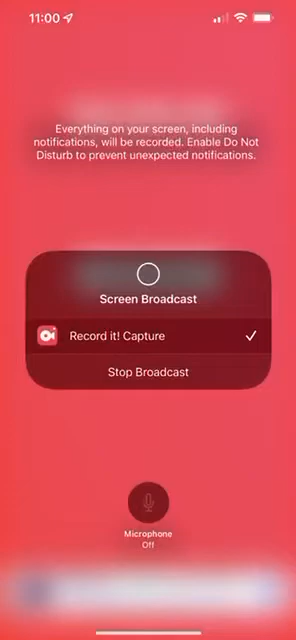 11:00
Everything on your screen, including
notifications, will be recorded. Enable Do Not
Disturb to prevent unexpected notifications.
Screen Broadcast
Record it! Capture
Stop Broadcast
Microphone
Off